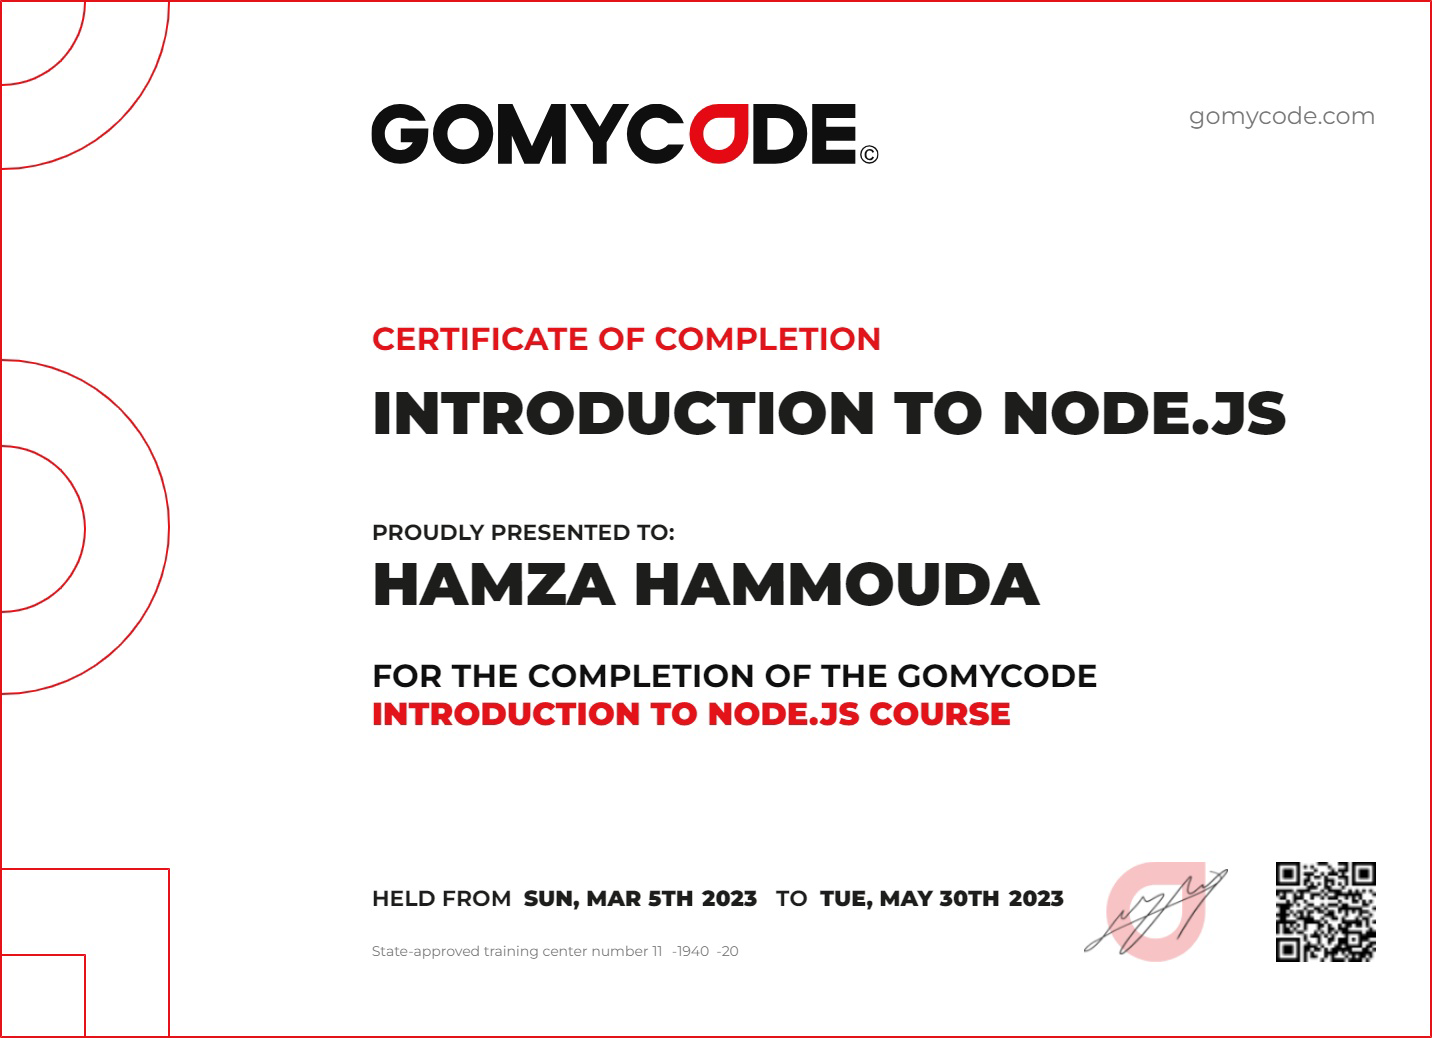 GOMYCODE©
gomycode.com
CERTIFICATE OF COMPLETION
INTRODUCTION TO NODE.JS
PROUDLY PRESENTED TO:
HAMZA HAMMOUDA
FOR THE COMPLETION OF THE GOMYCODE
INTRODUCTION TO NODE.JS COURSE
HELD FROM SUN, MAR 5TH 2023 TO TUE, MAY 30TH 2023
State-approved training center number 11 -1940 -20